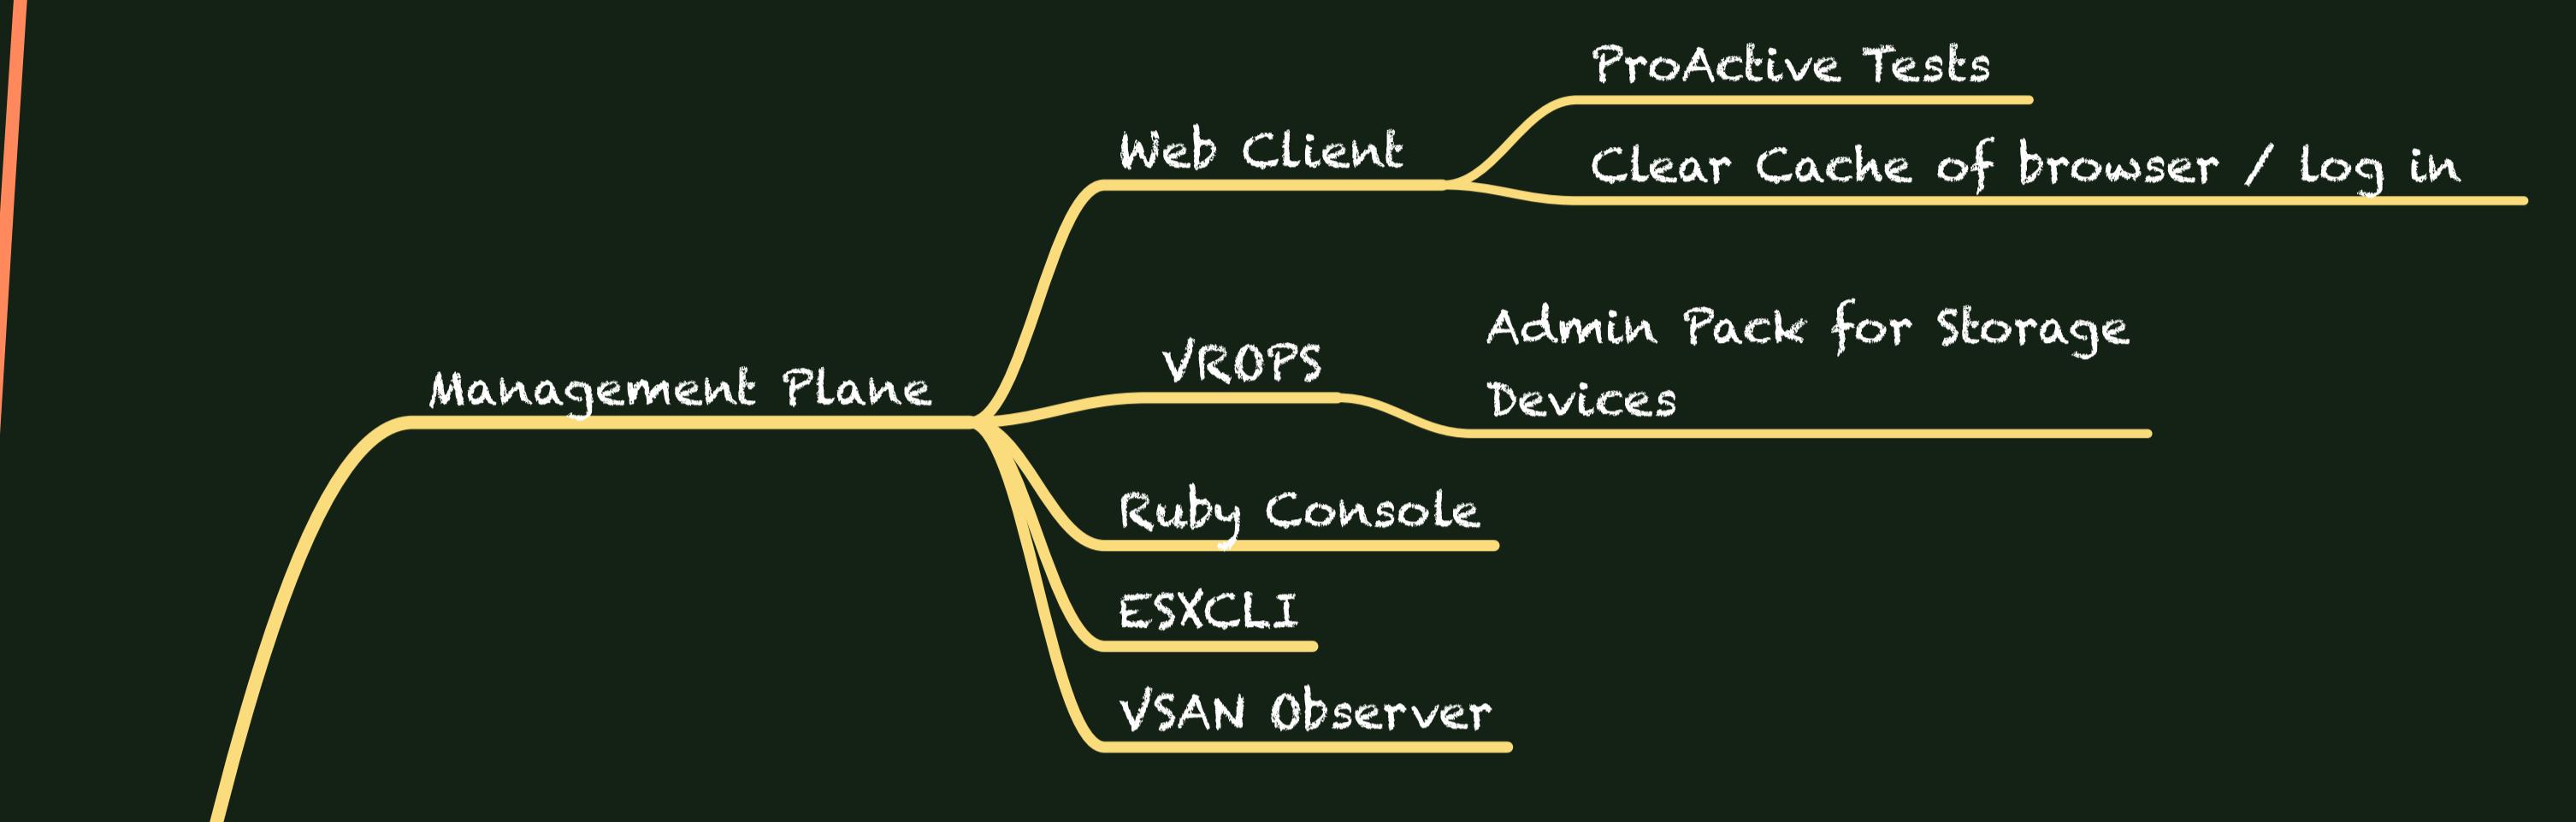 ProActive Tests
Web Client
Clear Cache of browser / log in
Admin Pack for Storage
VROPS
Management Plane
Devices
Ruby Console
ESXCLI
VSAN Observer